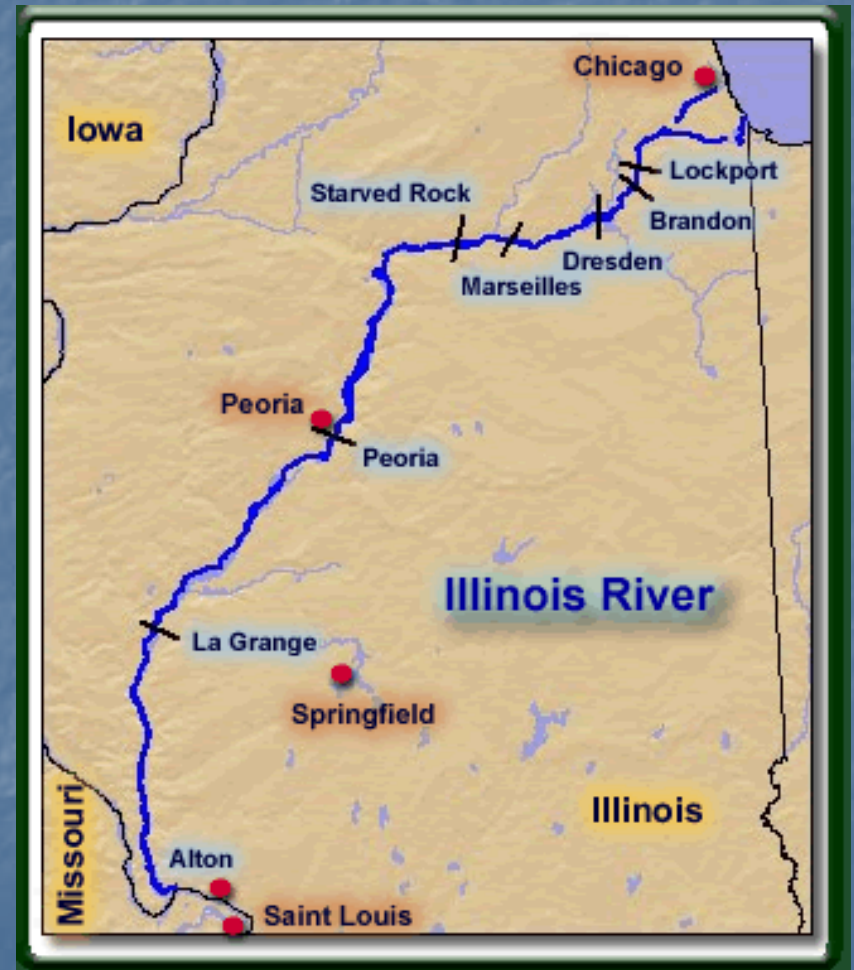 Chicago
Iowa
Lockport
Starved Rock
Brandon
Dresden
Marseilles
Peoria
Peoria
Illinois River
La Grange
Springfield
Missouri
Illinois
Alton
Saint Louis